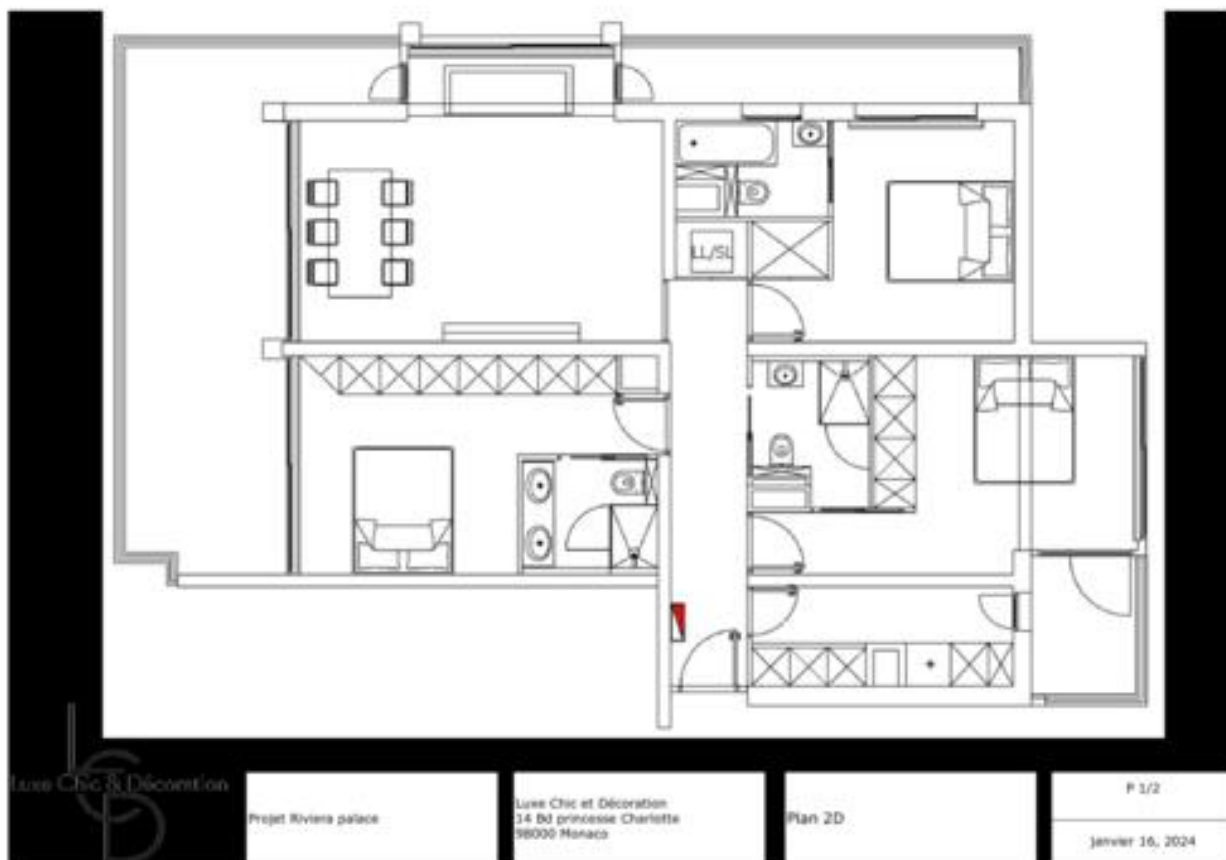 LL/SL
Luxe Chic & Décoration
Projet Riviera palace
Luxe Chic et Décoration
14 Bd princesse Charlotte
98000 Monaco
Plan 2D
P 1/2
janvier 16, 2024